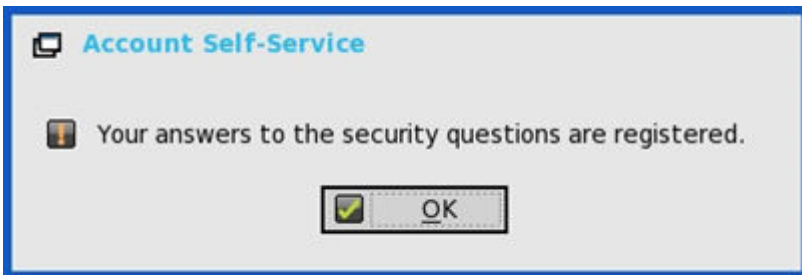 Account Self-Service
Your answers to the security questions are registered.
OK